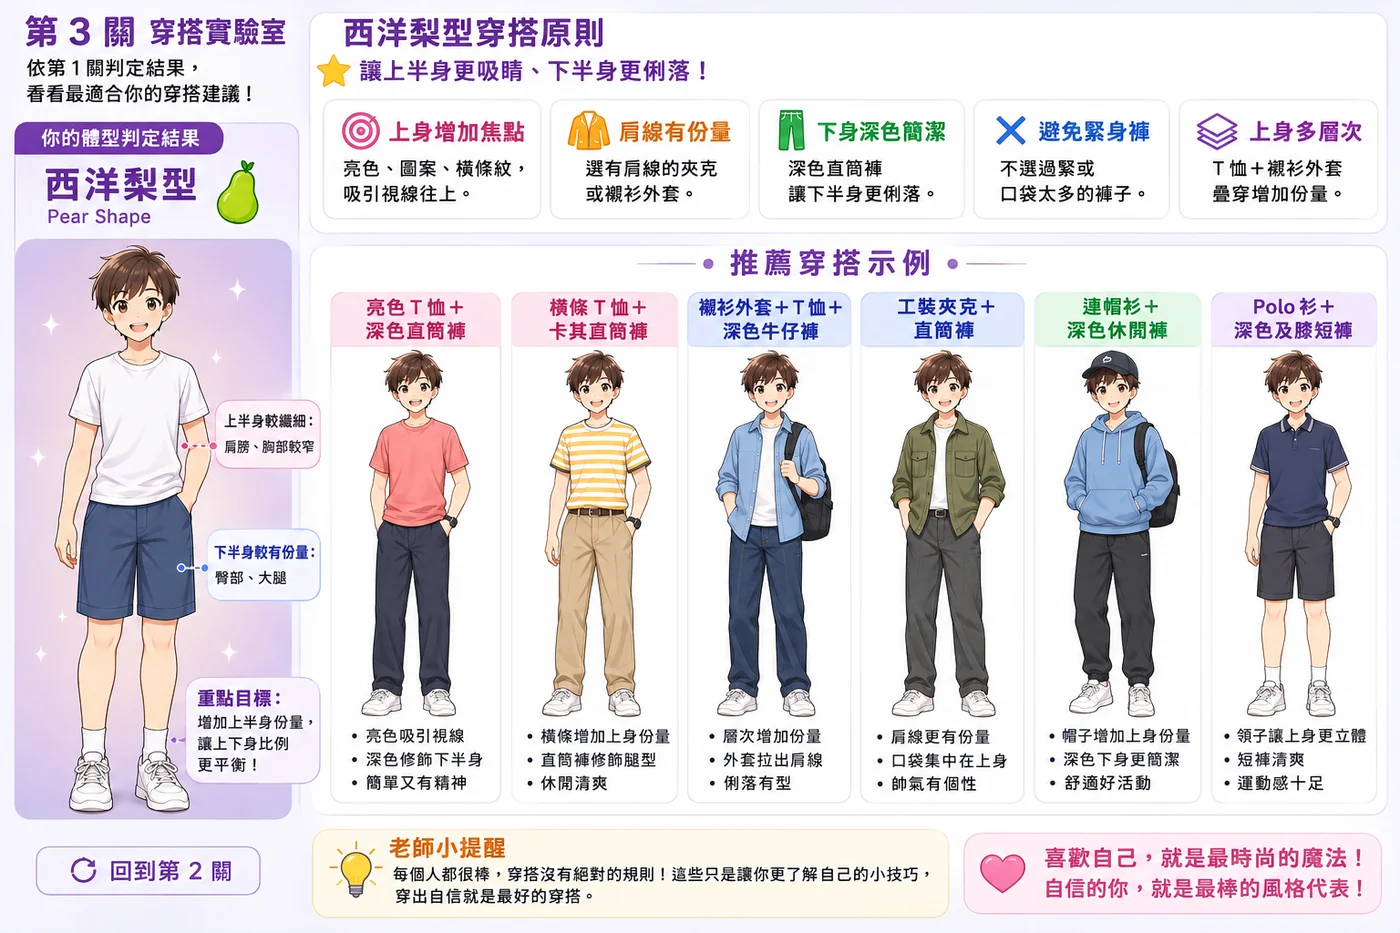 第 3 關 穿搭實驗室
依第 1 關判定結果，
看看最適合你的穿搭建議！
你的體型判定結果
西洋梨型
Pear Shape
上半身較纖細：
肩膀、胸部較窄
下半身較有份量：
臀部、大腿
重點目標：
增加上半身份量，
讓上下身比例
更平衡！
回到第 2 關
西洋梨型穿搭原則
讓上半身更吸睛、下半身更俐落！
上身增加焦點
亮色、圖案、橫條紋，
吸引視線往上。
肩線有份量
選有肩線的夾克
或襯衫外套。
下身深色簡潔
深色直筒褲
讓下半身更俐落。
避免緊身褲
不選過緊或
口袋太多的褲子。
上身多層次
T 恤＋襯衫外套
疊穿增加份量。
推薦穿搭示例
亮色 T 恤＋
深色直筒褲
亮色吸引視線
深色修飾下半身
簡單又有精神
橫條 T 恤＋
卡其直筒褲
橫條增加上身份量
直筒褲修飾腿型
休閒清爽
襯衫外套＋T 恤＋
深色牛仔褲
層次增加份量
外套拉出肩線
俐落有型
工裝夾克＋
直筒褲
肩線更有份量
口袋集中在上身
帥氣有個性
連帽衫＋
深色休閒褲
帽子增加上身份量
深色下身更簡潔
舒適好活動
Polo 衫＋
深色及膝短褲
領子讓上身更立體
短褲清爽
運動感十足
老師小提醒
每個人都很棒，穿搭沒有絕對的規則！這些只是讓你更了解自己的小技巧，
穿出自信就是最好的穿搭。
喜歡自己，就是最時尚的魔法！
自信的你，就是最棒的風格代表！